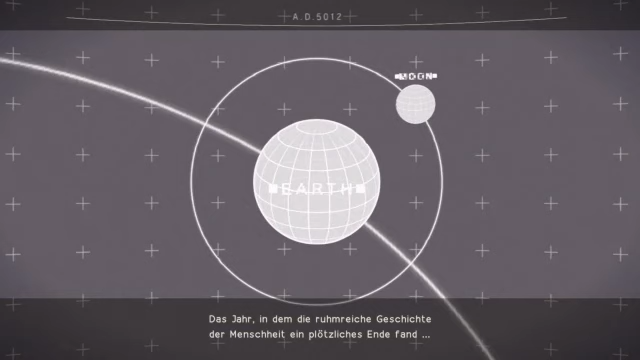 A.D.5012
MOON
EARTH
Das Jahr, in dem die ruhmreiche Geschichte
der Menschheit ein plötzliches Ende fand ...